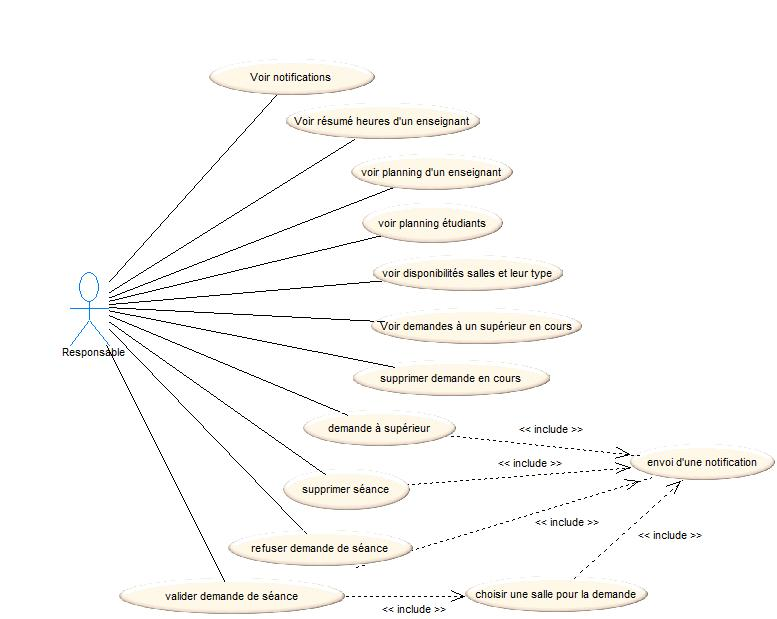 Voir notifications
Voir résumé heures d'un enseignant
voir planning d'un enseignant
voir planning étudiants
voir disponibilités salles et leur type
Voir demandes à un supérieur en cours
Responsable
supprimer demande en cours
demande à supérieur
<< include >>
envoi d'une notification
<< include >>
supprimer séance
<< include >>
<< include >>
refuser demande de séance
valider demande de séance
choisir une salle pour la demande
<< include >>